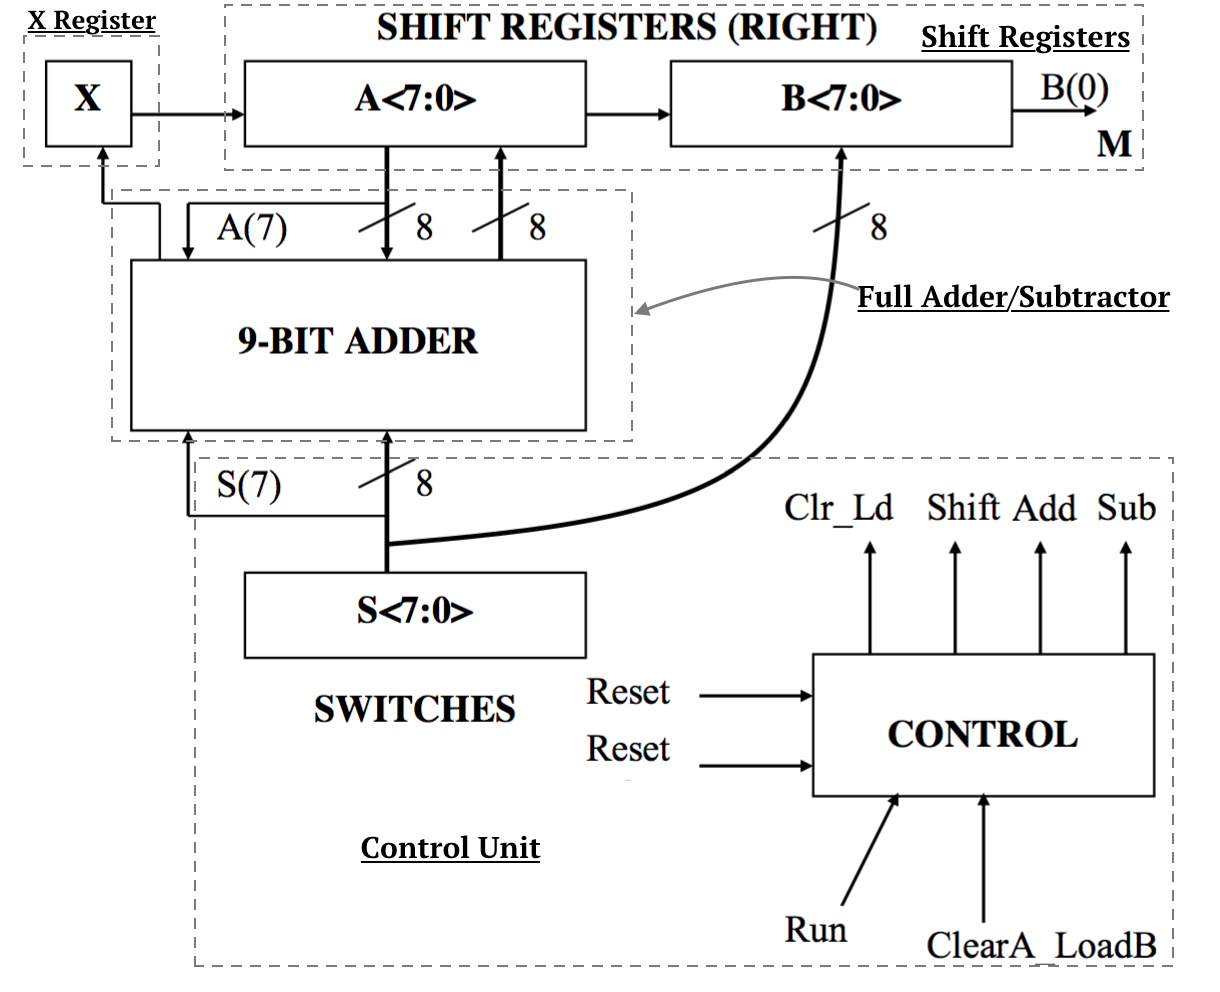 X Register
SHIFT REGISTERS (RIGHT)
Shift Registers
X
A<7:0>
B<7:0>
B(0)
M
A(7)
8
8
8
9-BIT ADDER
Full Adder/Subtractor
S(7)
8
Clr_Ld Shift Add Sub
S<7:0>
SWITCHES
Reset
Reset
CONTROL
Control Unit
Run
ClearA_LoadB